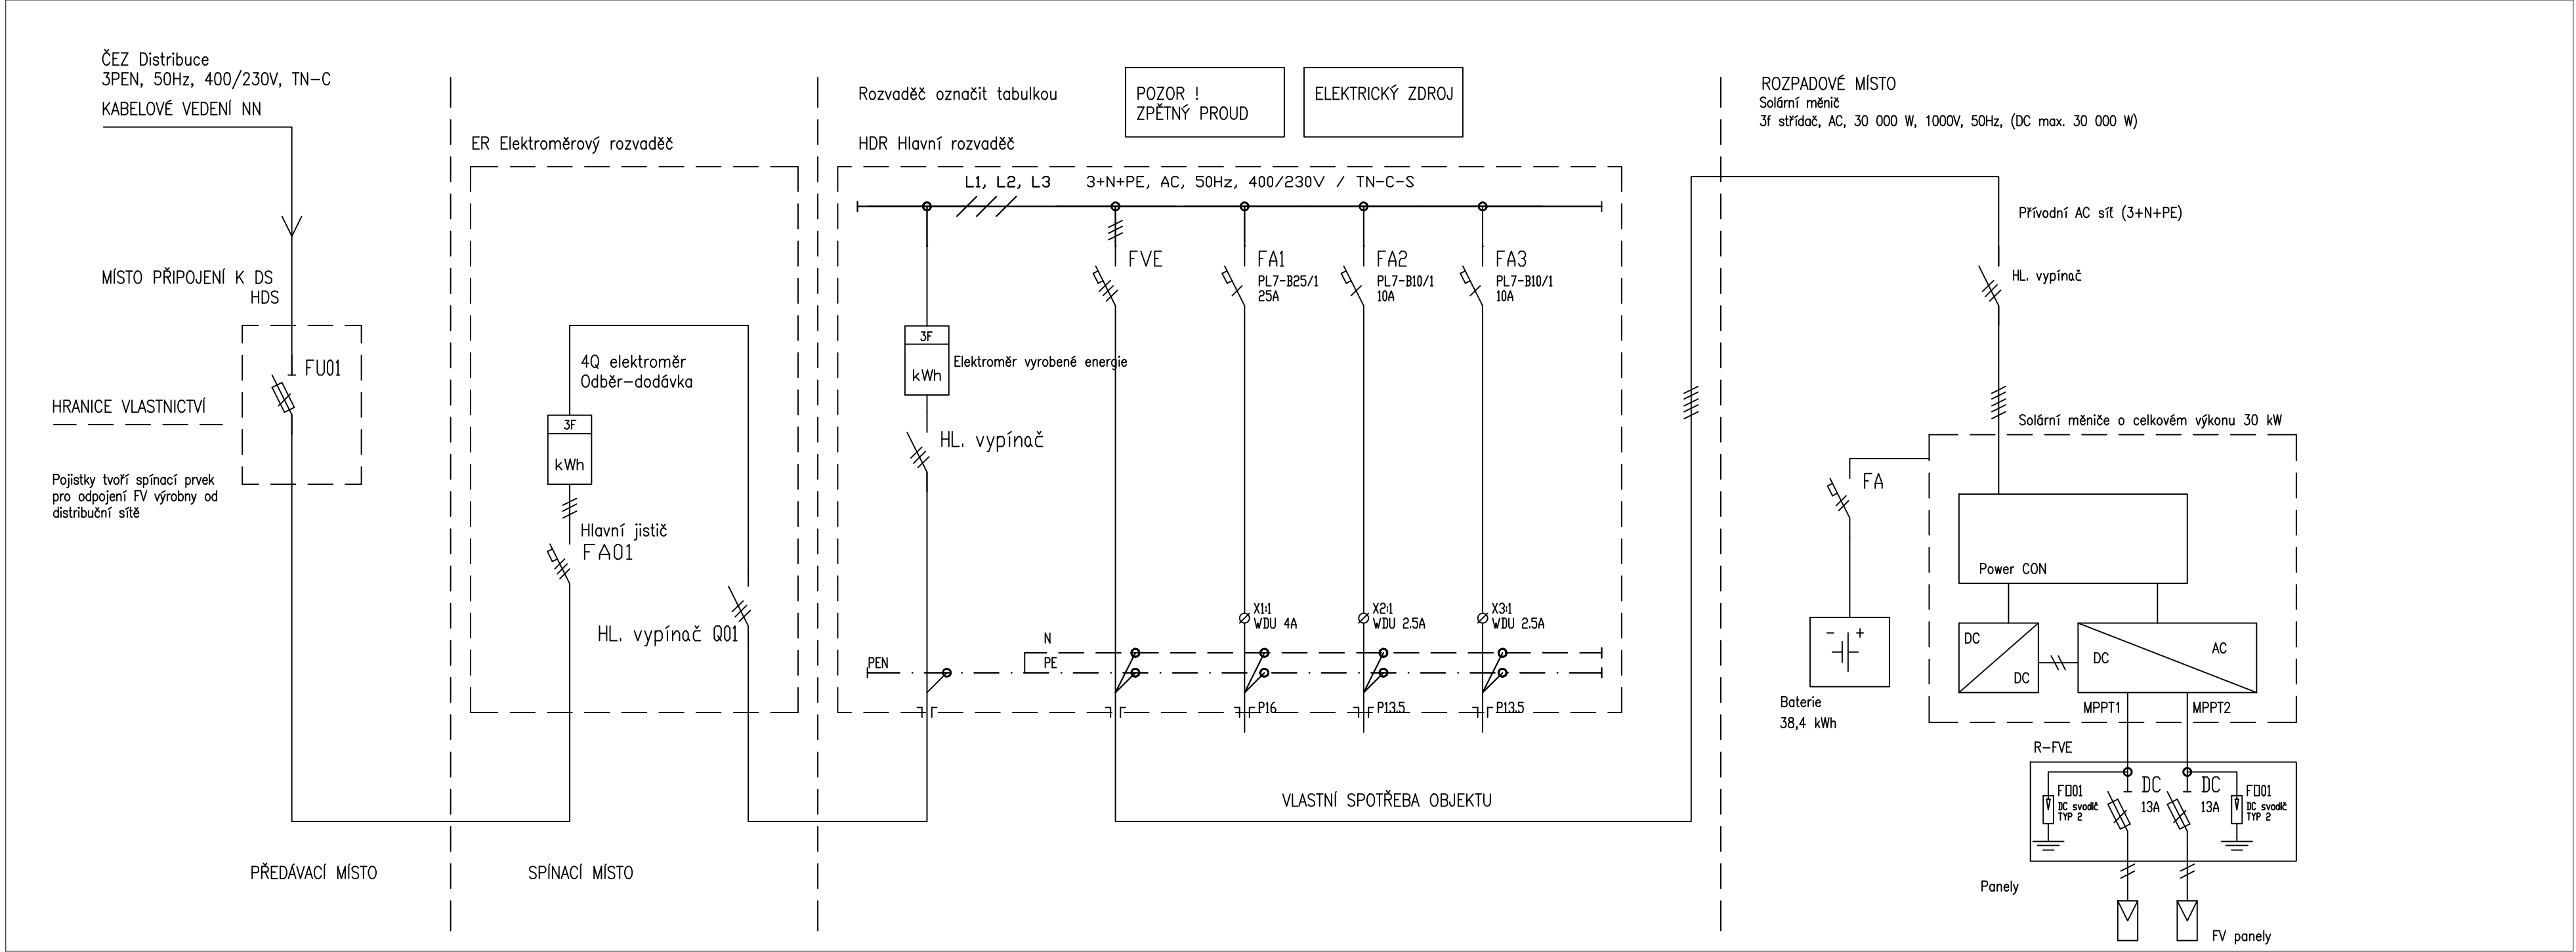 ČEZ Distribuce
3PEN, 50Hz, 400/230V, TN-C
KABELOVÉ VEDENÍ NN
MÍSTO PŘIPOJENÍ K DS
HDS
FU01
HRANICE VLASTNICTVÍ
Pojistky tvoří spínací prvek
pro odpojení FV výrobny od
distribuční sítě
PŘEDÁVACÍ MÍSTO
ER Elektroměrový rozvaděč
4Q elektroměr
Odběr-dodávka
3F
kWh
Hlavní jistič
FA01
HL. vypínač Q01
SPÍNACÍ MÍSTO
Rozvaděč označit tabulkou
POZOR !
ZPĚTNÝ PROUD
ELEKTRICKÝ ZDROJ
HDR Hlavní rozvaděč
L1, L2, L3
3+N+PE, AC, 50Hz, 400/230V / TN-C-S
FVE
FA1
PL7-B25/1
25A
FA2
PL7-B10/1
10A
FA3
PL7-B10/1
10A
3F
kWh
Elektroměr vyrobené energie
HL. vypínač
X1:1
WDU 4A
X2:1
WDU 2.5A
X3:1
WDU 2.5A
N
PEN
PE
P16
P13.5
P13.5
VLASTNÍ SPOTŘEBA OBJEKTU
ROZPADOVÉ MÍSTO
Solární měnič
3f střídač, AC, 30 000 W, 1000V, 50Hz, (DC max. 30 000 W)
Přívodní AC síť (3+N+PE)
HL. vypínač
Solární měniče o celkovém výkonu 30 kW
FA
Power CON
DC
DC
DC
AC
- +
Baterie
38,4 kWh
MPPT1
MPPT2
R-FVE
F001
DC svodič
TYP 2
DC
13A
DC
13A
F001
DC svodič
TYP 2
Panely
FV panely